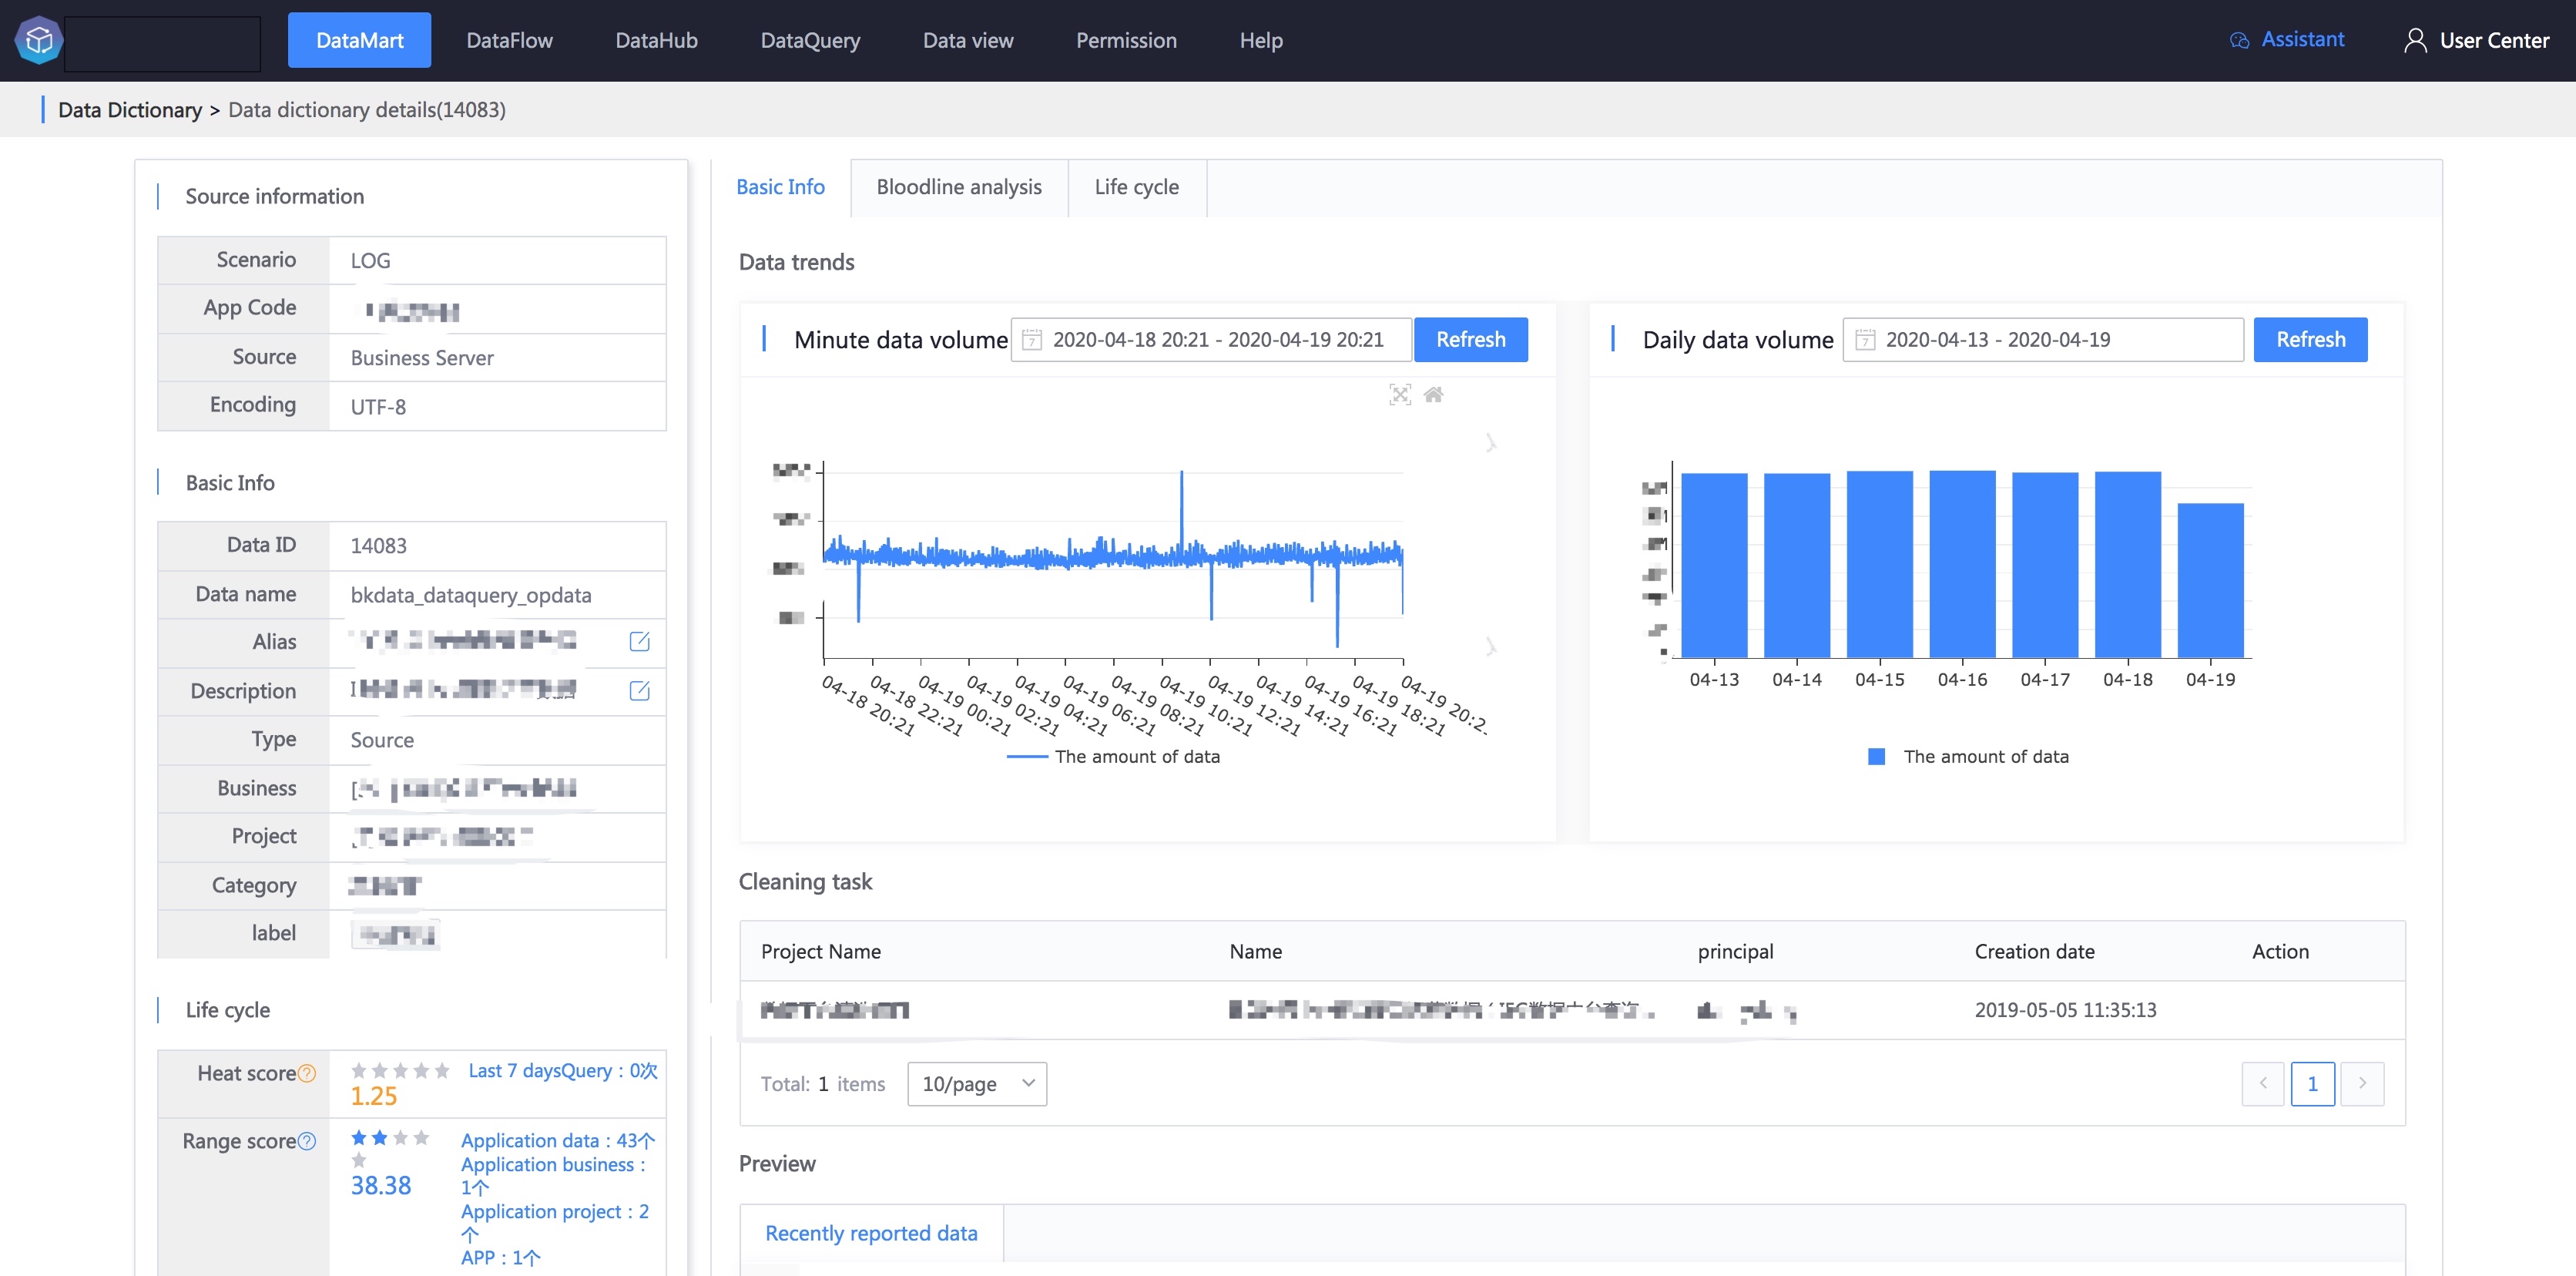 DataMart DataFlow DataHub DataQuery Data view Permission Help Assistant User Center
Data Dictionary > Data dictionary details(14083)
Source information
Scenario LOG
App Code
Source Business Server
Encoding UTF-8
Basic Info
Data ID 14083
Data name bkdata_dataquery_opdata
Alias
Description
Type Source
Business
Project
Category
label
Life cycle
Heat score 1.25 Last 7 daysQuery：0次
Range score 38.38
Application data：43个
Application business：
1个
Application project：2
个
APP：1个
Basic Info Bloodline analysis Life cycle
Data trends
Minute data volume 2020-04-18 20:21 - 2020-04-19 20:21 Refresh
04-18 20:21 04-18 22:21 04-19 00:21 04-19 02:21 04-19 04:21 04-19 06:21 04-19 08:21 04-19 10:21 04-19 12:21 04-19 14:21 04-19 16:21 04-19 18:21 04-19 20:2..
The amount of data
Daily data volume 2020-04-13 - 2020-04-19 Refresh
04-13 04-14 04-15 04-16 04-17 04-18 04-19
The amount of data
Cleaning task
Project Name Name principal Creation date Action
2019-05-05 11:35:13
Total: 1 items 10/page 1
Preview
Recently reported data